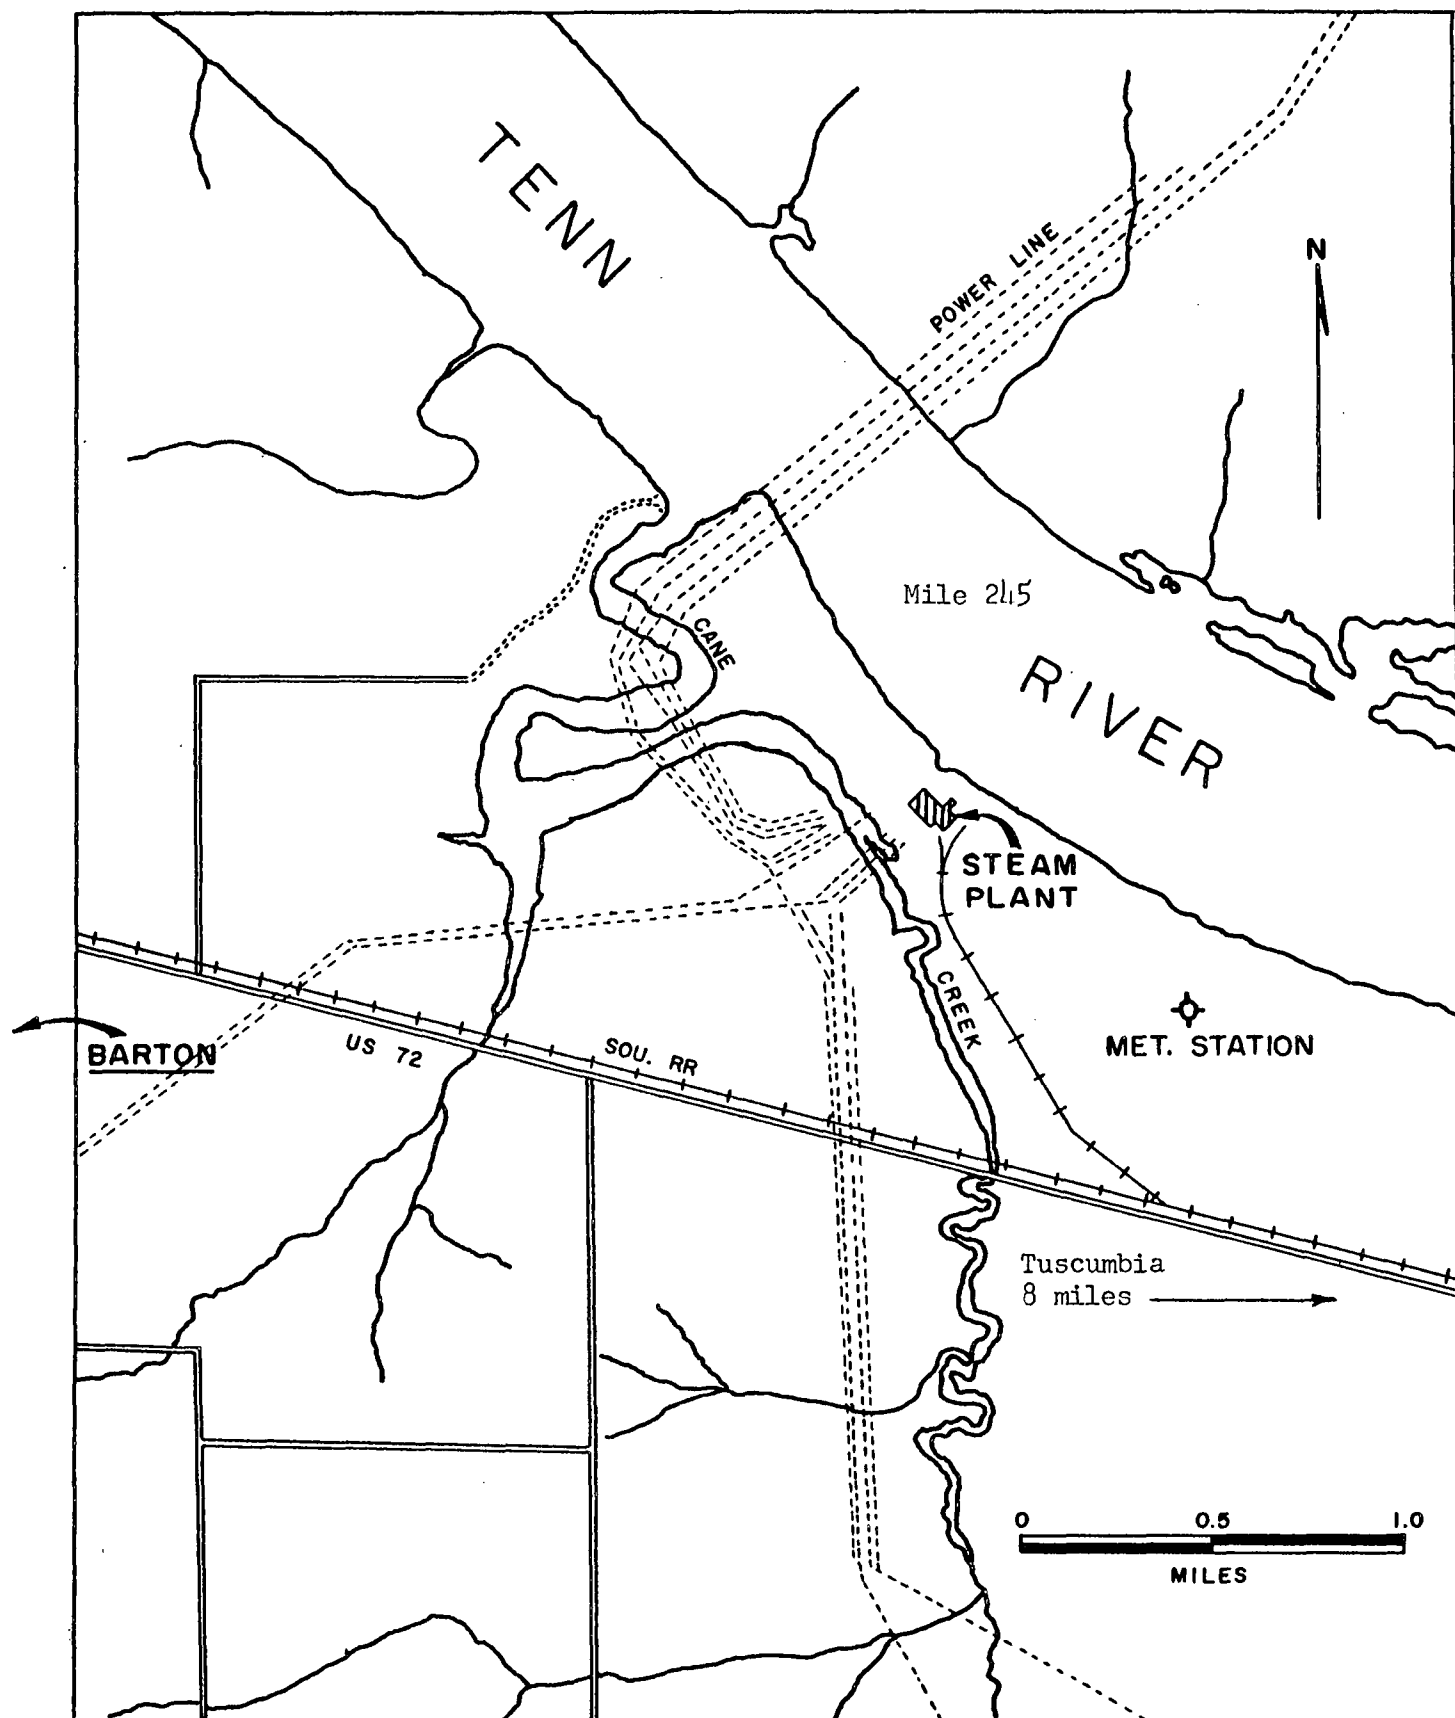 TENN
POWER LINE
N
Mile 245
CANE
RIVER
STEAM
PLANT
CREEK
MET. STATION
BARTON
US 72
SOU. RR
Tuscumbia
8 miles
0 0.5 1.0
MILES